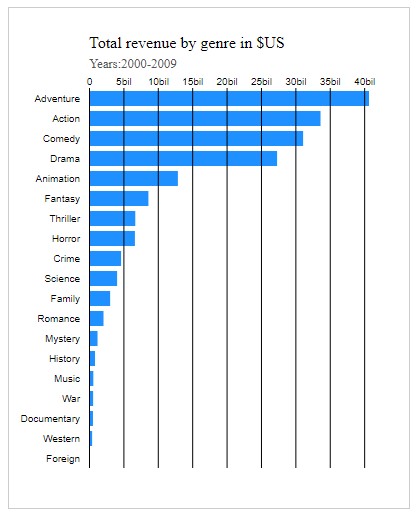 Total revenue by genre in $US
Years:2000-2009
0 5bil 10bil 15bil 20bil 25bil 30bil 35bil 40bil
Adventure
Action
Comedy
Drama
Animation
Fantasy
Thriller
Horror
Crime
Science
Family
Romance
Mystery
History
Music
War
Documentary
Western
Foreign